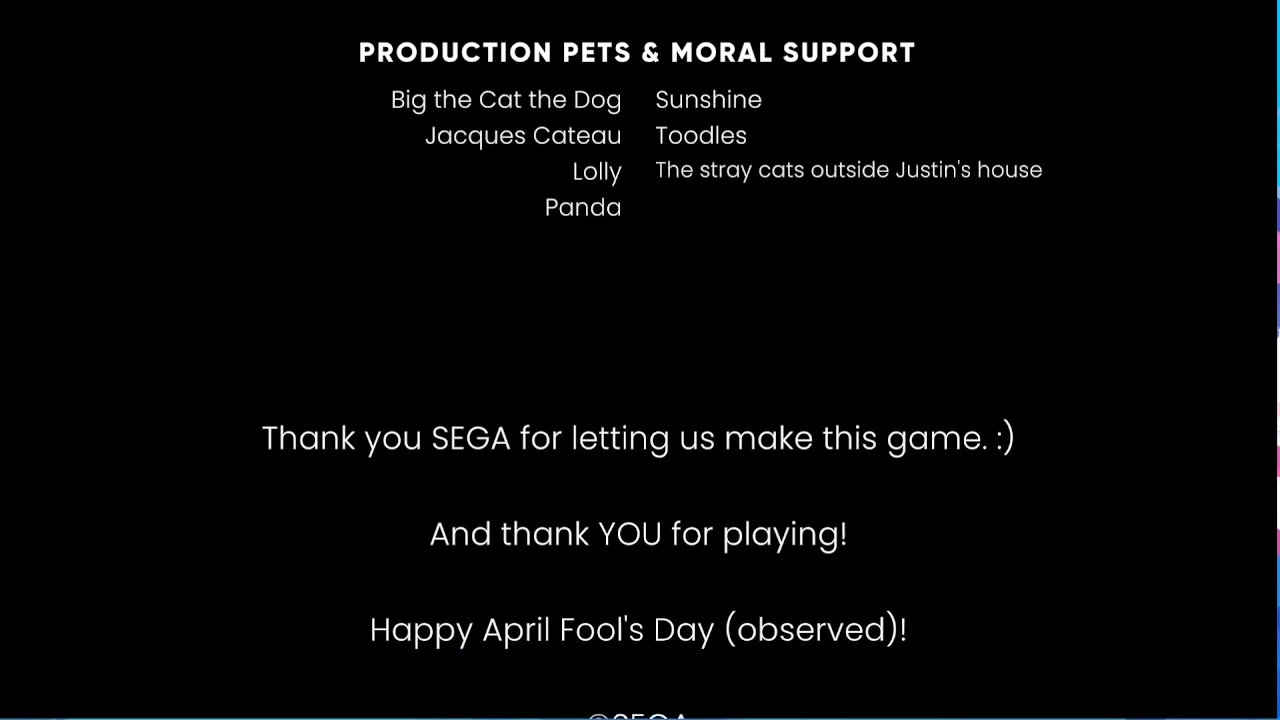 PRODUCTION PETS & MORAL SUPPORT
Big the Cat the Dog Sunshine
Jacques Cateau Toodles
Lolly The stray cats outside Justin's house
Panda
Thank you SEGA for letting us make this game. :)
And thank YOU for playing!
Happy April Fool's Day (observed)!
©SEGA